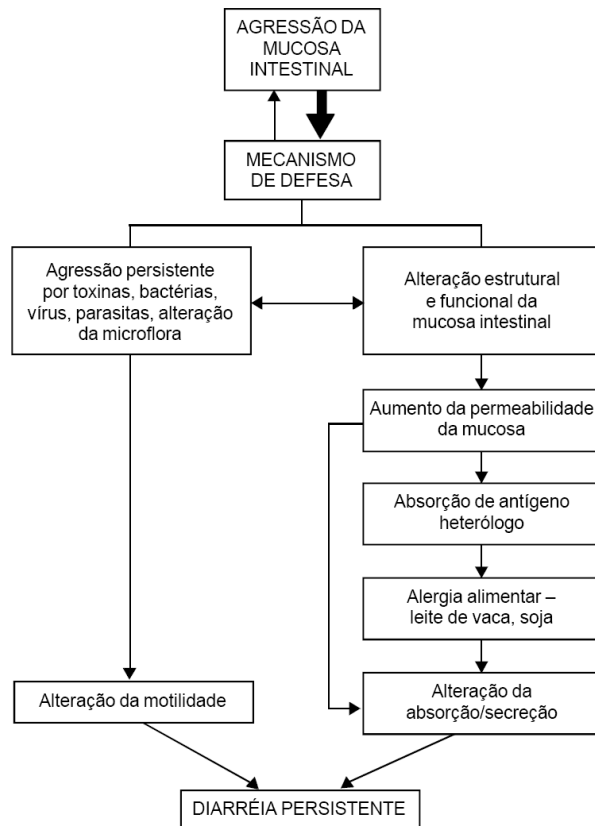 AGRESSÃO DA
MUCOSA
INTESTINAL
MECANISMO
DE DEFESA
Agressão persistente
por toxinas, bactérias,
vírus, parasitas, alteração
da microflora
Alteração estrutural
e funcional da
mucosa intestinal
Aumento da permeabilidade
da mucosa
Absorção de antígeno
heterólogo
Alergia alimentar –
leite de vaca, soja
Alteração da motilidade
Alteração da
absorção/secreção
DIARRÉIA PERSISTENTE